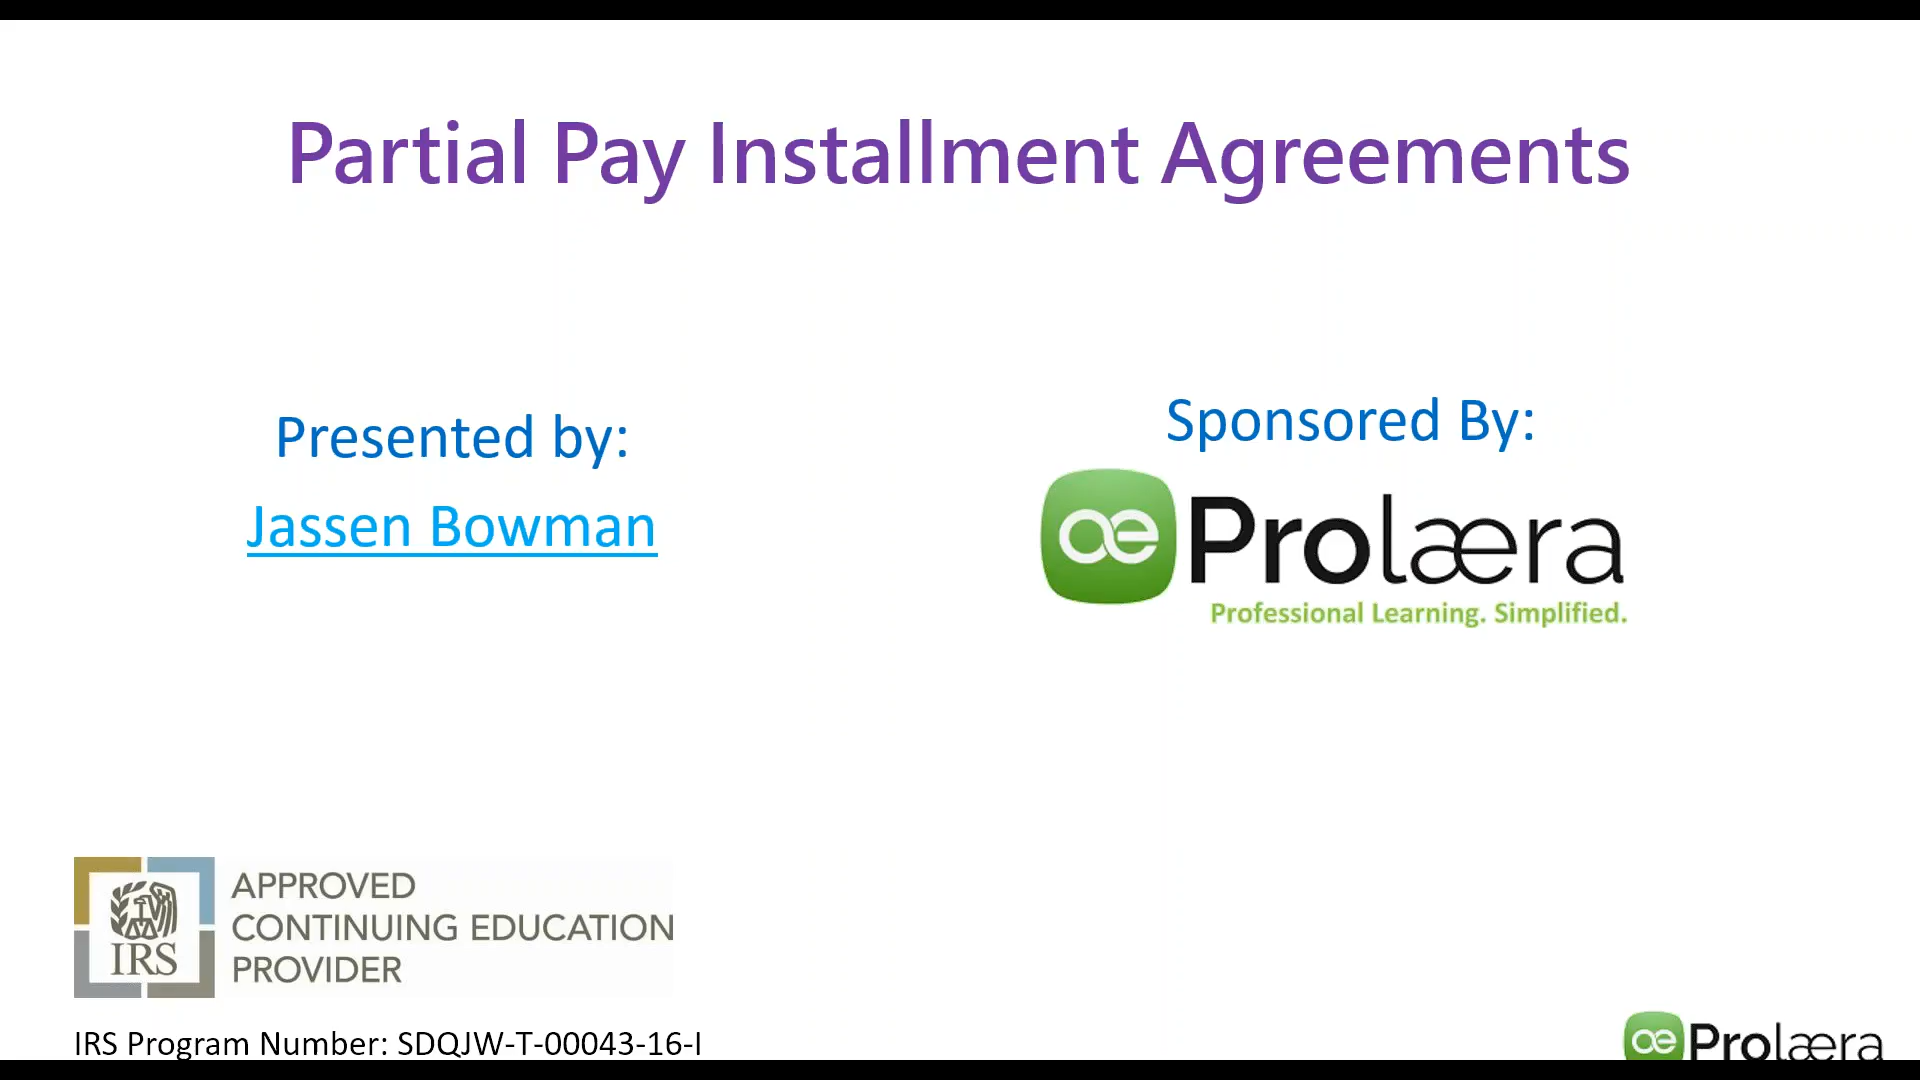 Partial Pay Installment Agreements
Presented by:
Jassen Bowman
Sponsored By:
œ Prolæra
Professional Learning. Simplified.
IRS
APPROVED
CONTINUING EDUCATION
PROVIDER
IRS Program Number: SDQJW-T-00043-16-I
œ Prolæra